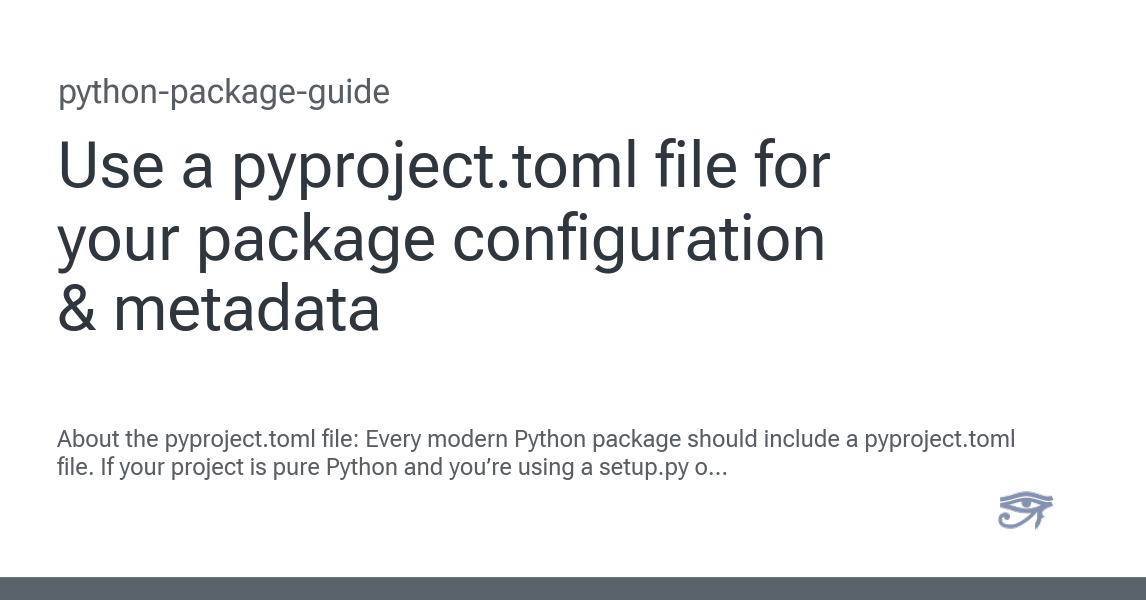 python-package-guide
Use a pyproject.toml file for
your package configuration
& metadata
About the pyproject.toml file: Every modern Python package should include a pyproject.toml
file. If your project is pure Python and you’re using a setup.py o...